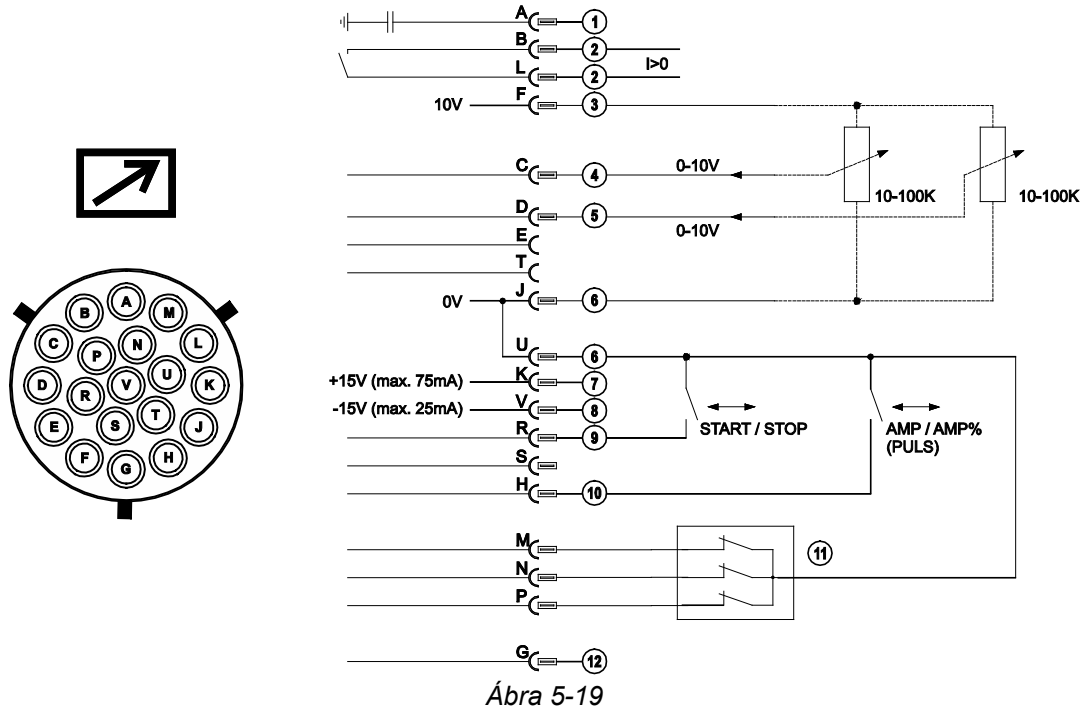 A
1
B
2
L
2
I>0
10V
F
3
C
4
0-10V
10-100K
10-100K
D
5
0-10V
E
T
0V
J
6
U
6
+15V (max. 75mA)
K
7
-15V (max. 25mA)
V
8
R
9
START / STOP
AMP / AMP%
(PULS)
S
H
10
M
11
N
P
G
12
A
B
M
C
P
N
L
D
R
V
U
K
E
S
T
J
F
G
H
Ábra 5-19